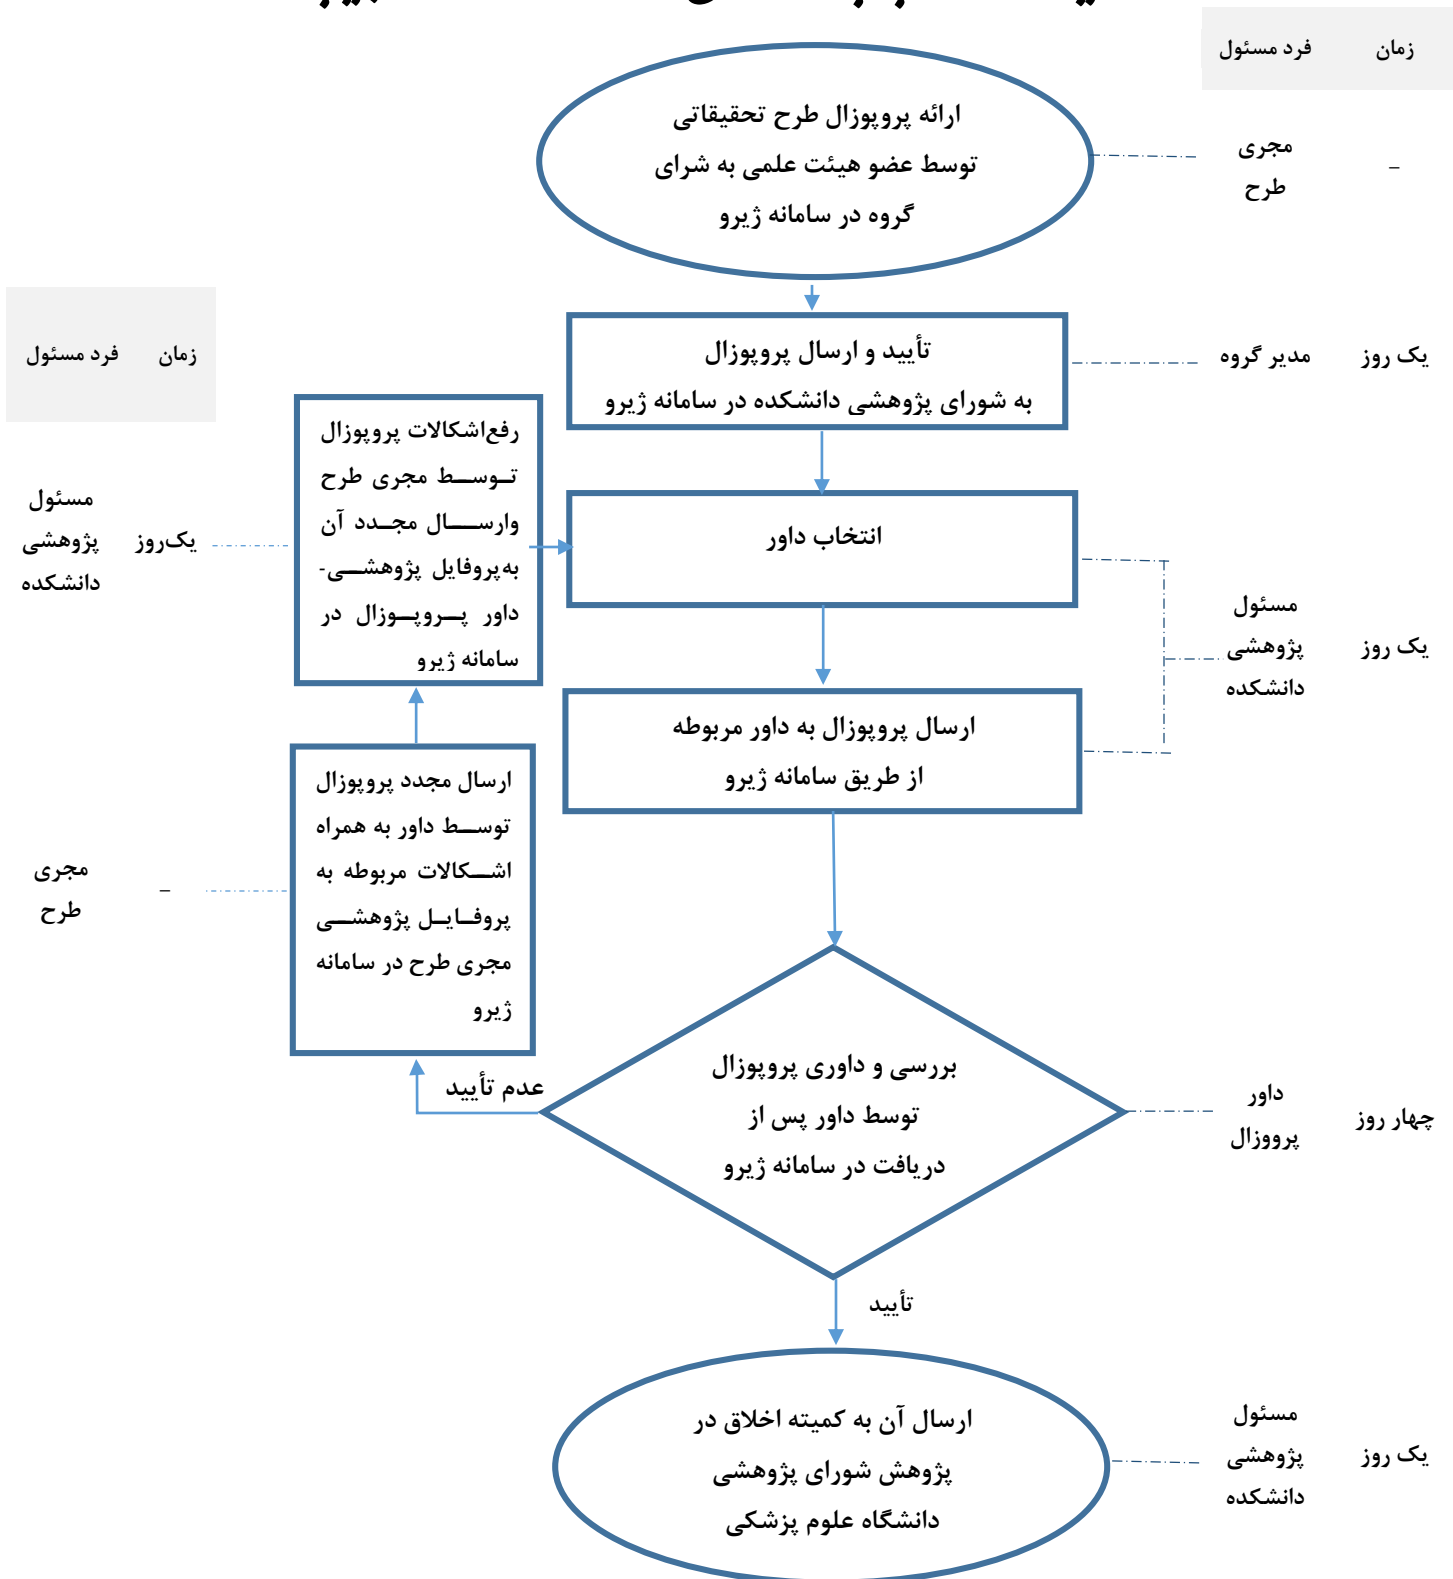 زمان
فرد مسئول
ارائه پروپوزال طرح تحقیقاتی
توسط عضو هیئت علمی به شرای
گروه در سامانه ژیرو
مجری
طرح
–
تأیید و ارسال پروپوزال
به شورای پژوهشی دانشکده در سامانه ژیرو
مدیر گروه
یک روز
انتخاب داور
ارسال پروپوزال به داور مربوطه
از طریق سامانه ژیرو
مسئول
پژوهشی
دانشکده
یک روز
بررسی و داوری پروپوزال
توسط داور پس از
دریافت در سامانه ژیرو
داور
پرووزال
چهار روز
عدم تأیید
تأیید
ارسال آن به کمیته اخلاق در
پژوهش شورای پژوهشی
دانشگاه علوم پزشکی
مسئول
پژوهشی
دانشکده
یک روز
زمان
فرد مسئول
رفع‌اشکالات پروپوزال
توسط مجری طرح
وارسال مجدد آن
به‌پروفایل پژوهشی-
داور پروپوزال در
سامانه ژیرو
یک‌روز
مسئول
پژوهشی
دانشکده
ارسال مجدد پروپوزال
توسط داور به همراه
اشکالات مربوطه به
پروفایل پژوهشی
مجری طرح در سامانه
ژیرو
–
مجری
طرح